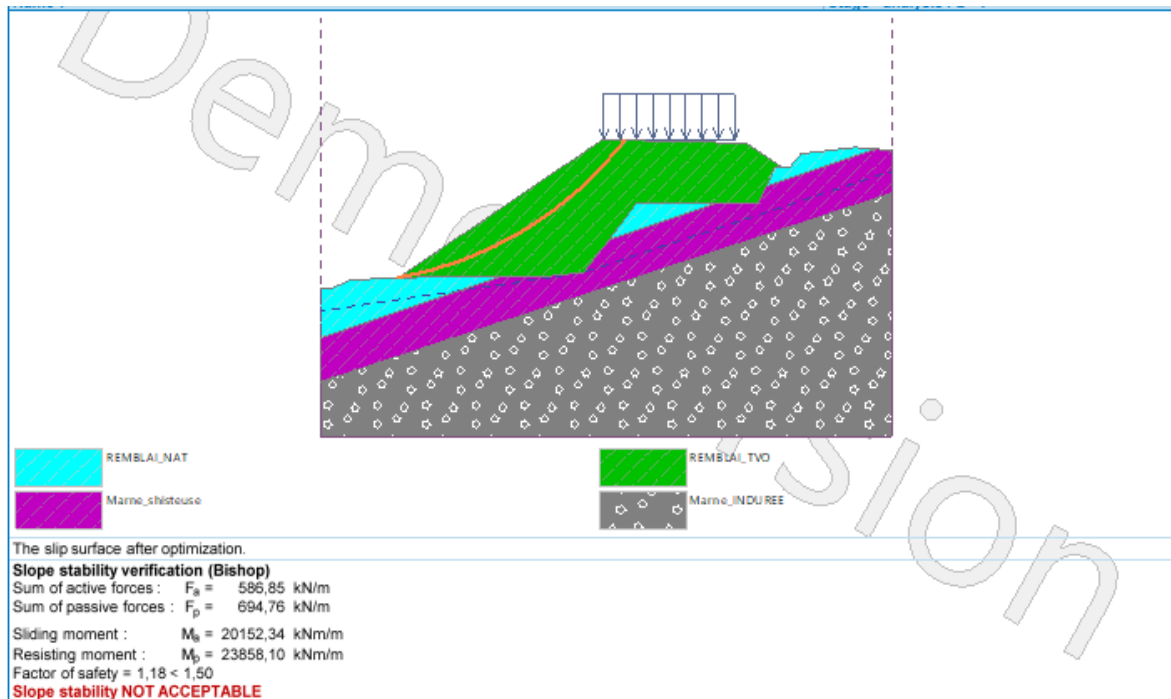 REMBLAI_NAT
REMBLAI_TVO
Marne_shisteuse
Marne_INDUREE
The slip surface after optimization.
Slope stability verification (Bishop)
Sum of active forces : Fa = 586,85 kN/m
Sum of passive forces : Fp = 694,76 kN/m
Sliding moment : Ma = 20152,34 kNm/m
Resisting moment : Mp = 23858,10 kNm/m
Factor of safety = 1,18 < 1,50
Slope stability NOT ACCEPTABLE